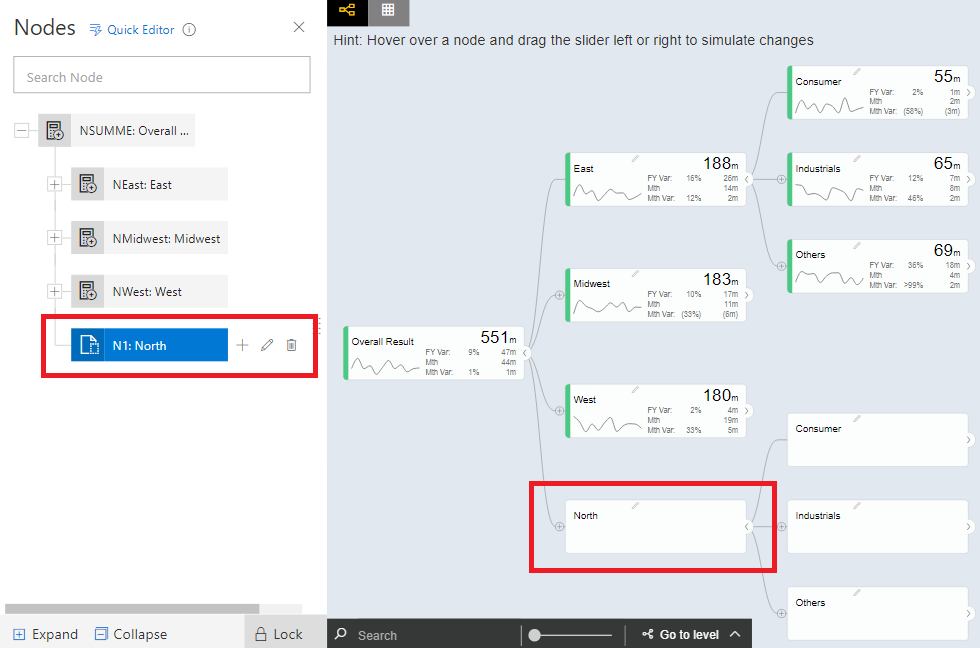 Nodes Quick Editor
Search Node
NSUMME: Overall ...
NEast: East
NMidwest: Midwest
NWest: West
N1: North
Expand Collapse Lock
Hint: Hover over a node and drag the slider left or right to simulate changes
Overall Result 551m
FY Var: 9% 47m
Mth 44m
Mth Var: 1% 1m
East 188m
FY Var: 16% 26m
Mth 14m
Mth Var: 12% 2m
Midwest 183m
FY Var: 10% 17m
Mth 11m
Mth Var: (33%) (6m)
West 180m
FY Var: 2% 4m
Mth 19m
Mth Var: 33% 5m
North
Consumer 55m
FY Var: 2% 1m
Mth 2m
Mth Var: (58%) (3m)
Industrials 65m
FY Var: 12% 7m
Mth 8m
Mth Var: 46% 2m
Others 69m
FY Var: 36% 18m
Mth 4m
Mth Var: >99% 2m
Consumer
Industrials
Others
Search Go to level